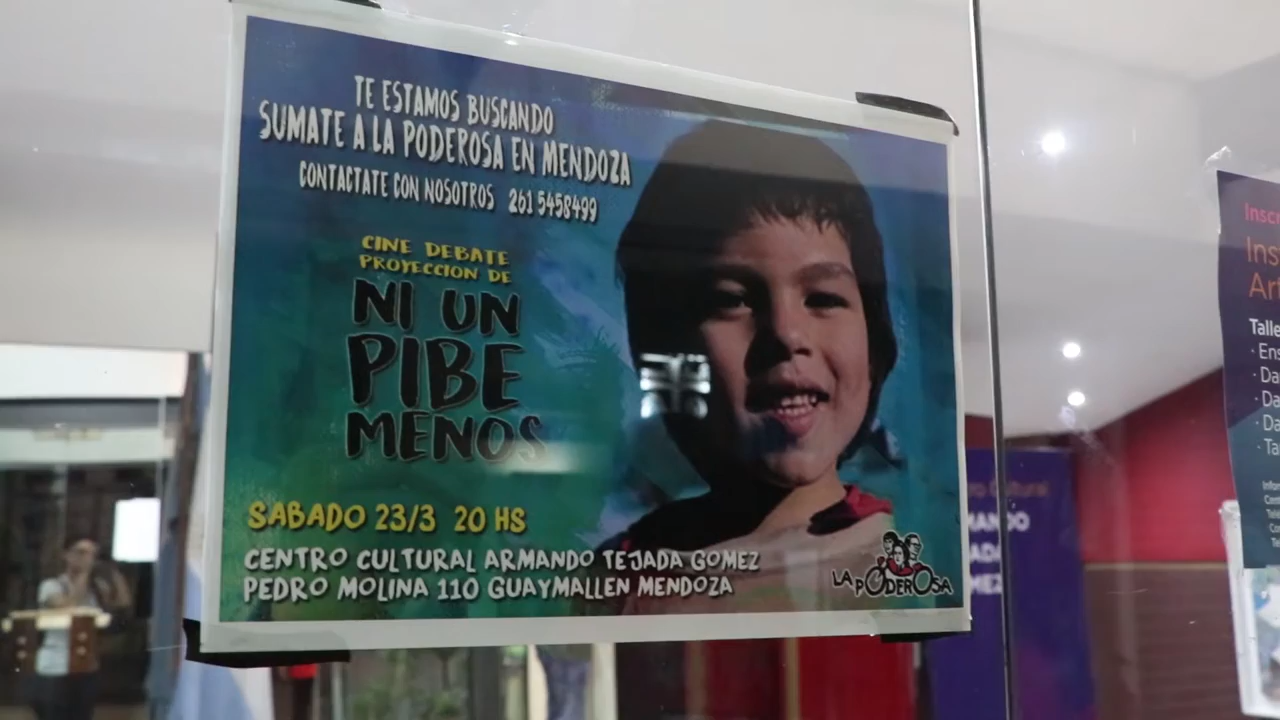 TE ESTAMOS BUSCANDO
SUMATE A LA PODEROSA EN MENDOZA
CONTACTATE CON NOSOTROS 261 5458499
CINE DEBATE
PROYECCION DE
NI UN
PIBE
MENOS
SABADO 23/3 20 HS
CENTRO CULTURAL ARMANDO TEJADA GOMEZ
PEDRO MOLINA 110 GUAYMALLEN MENDOZA
LA PODEROSA
Cultural
Talle